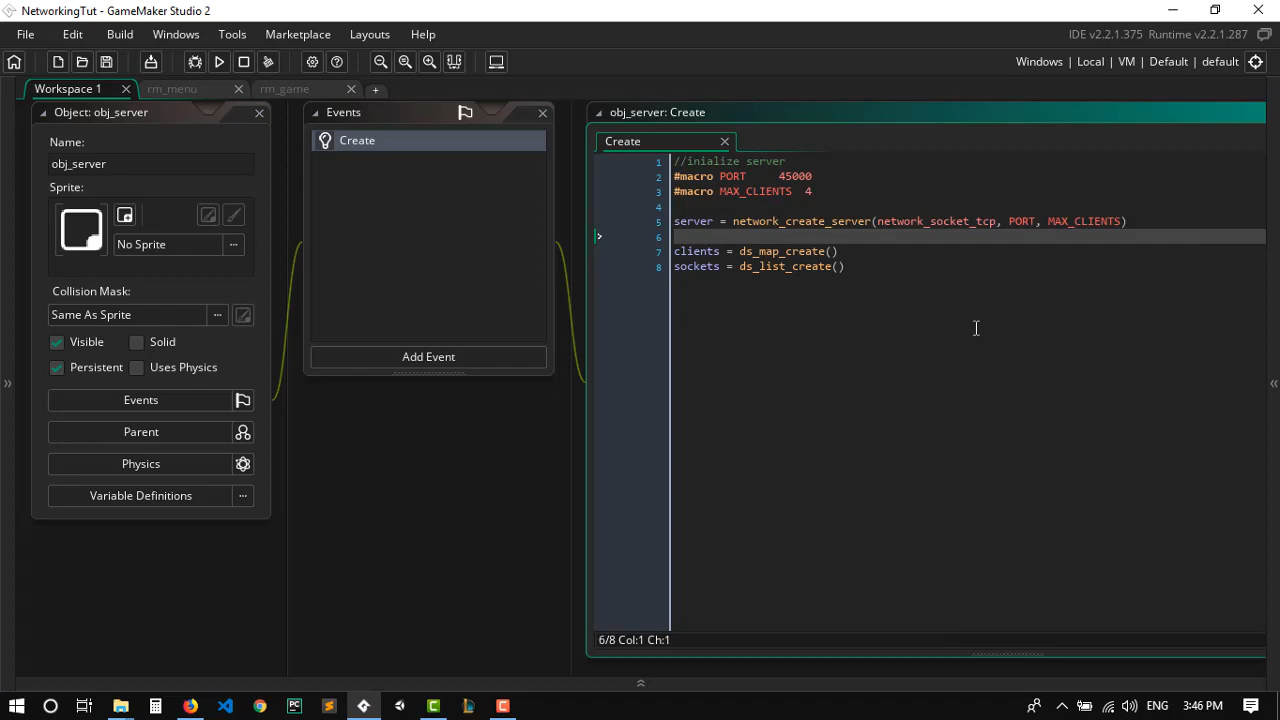 NetworkingTut - GameMaker Studio 2
File Edit Build Windows Tools Marketplace Layouts Help
IDE v2.2.1.375 Runtime v2.2.1.287
Windows | Local | VM | Default | default
Workspace 1
rm_menu
rm_game
Object: obj_server
Name:
obj_server
Sprite:
No Sprite
Collision Mask:
Same As Sprite
Visible
Solid
Persistent
Uses Physics
Events
Parent
Physics
Variable Definitions
Events
Create
Add Event
obj_server: Create
Create
1 //inialize server
2 #macro PORT 45000
3 #macro MAX_CLIENTS 4
4
5 server = network_create_server(network_socket_tcp, PORT, MAX_CLIENTS)
6
7 clients = ds_map_create()
8 sockets = ds_list_create()
6/8 Col:1 Ch:1
ENG 3:46 PM